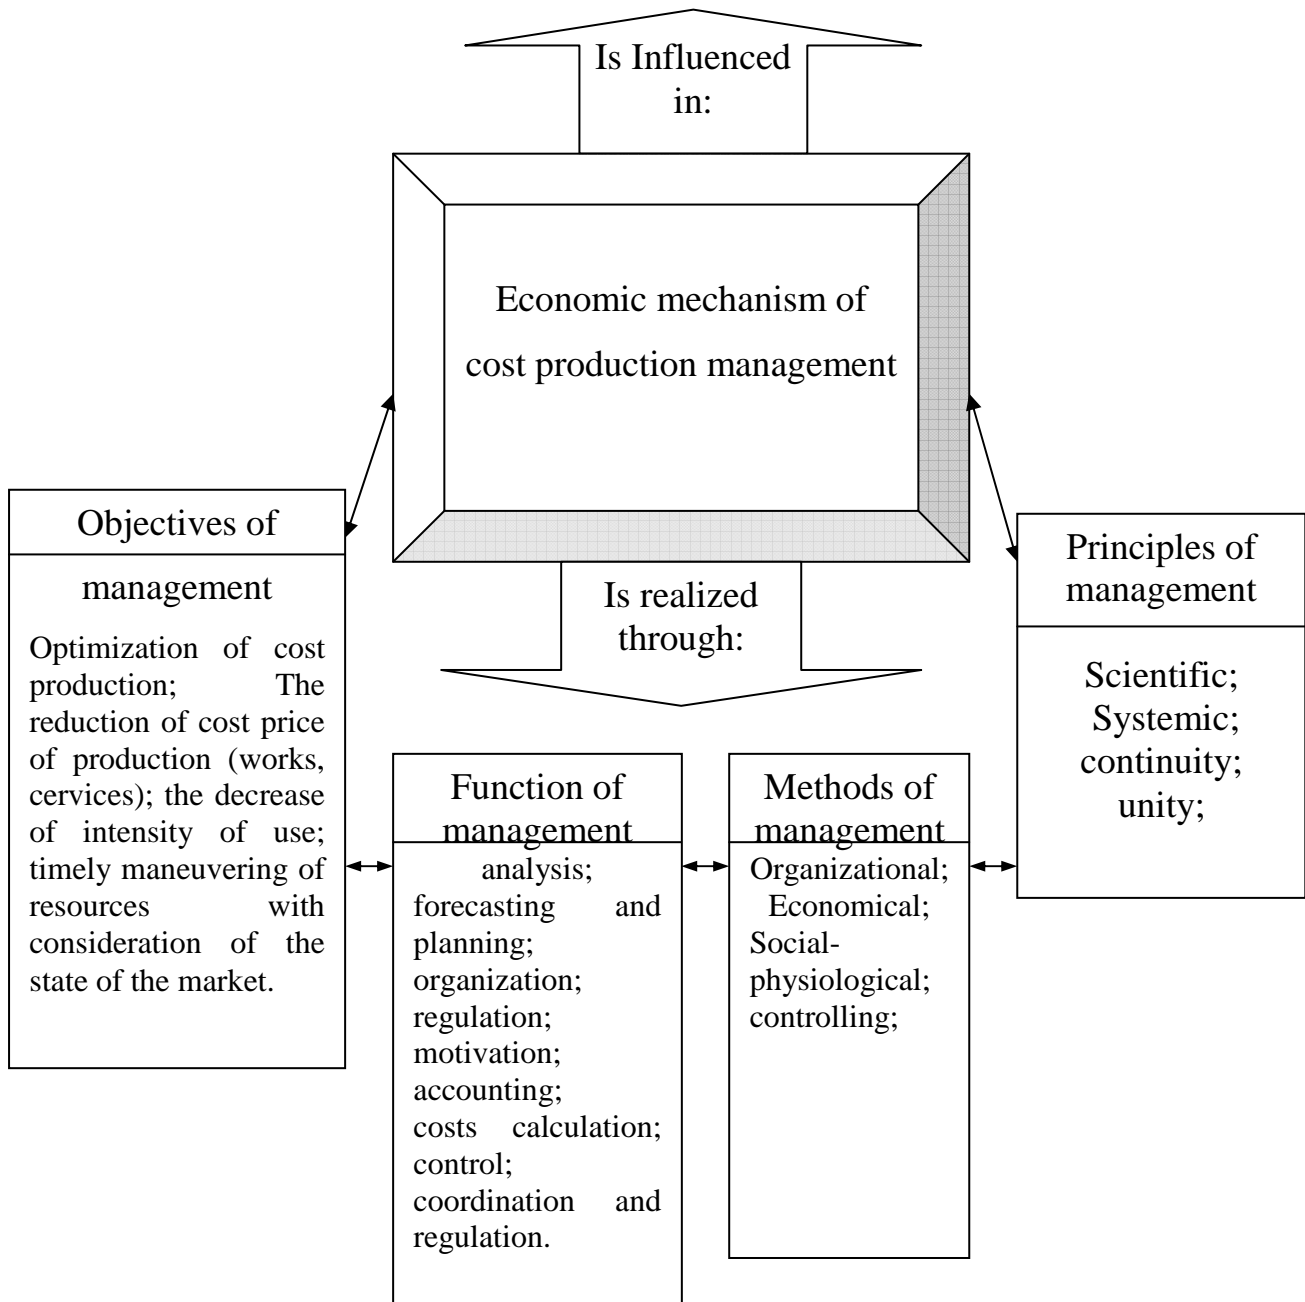 Is Influenced
in:
Economic mechanism of
cost production management
Is realized
through:
Objectives of
management
Optimization of cost
production; The
reduction of cost price
of production (works,
cervices); the decrease
of intensity of use;
timely maneuvering of
resources with
consideration of the
state of the market.
Function of
management
analysis;
forecasting and
planning;
organization;
regulation;
motivation;
accounting;
costs calculation;
control;
coordination and
regulation.
Methods of
management
Organizational;
Economical;
Social-
physiological;
controlling;
Principles of
management
Scientific;
Systemic;
continuity;
unity;